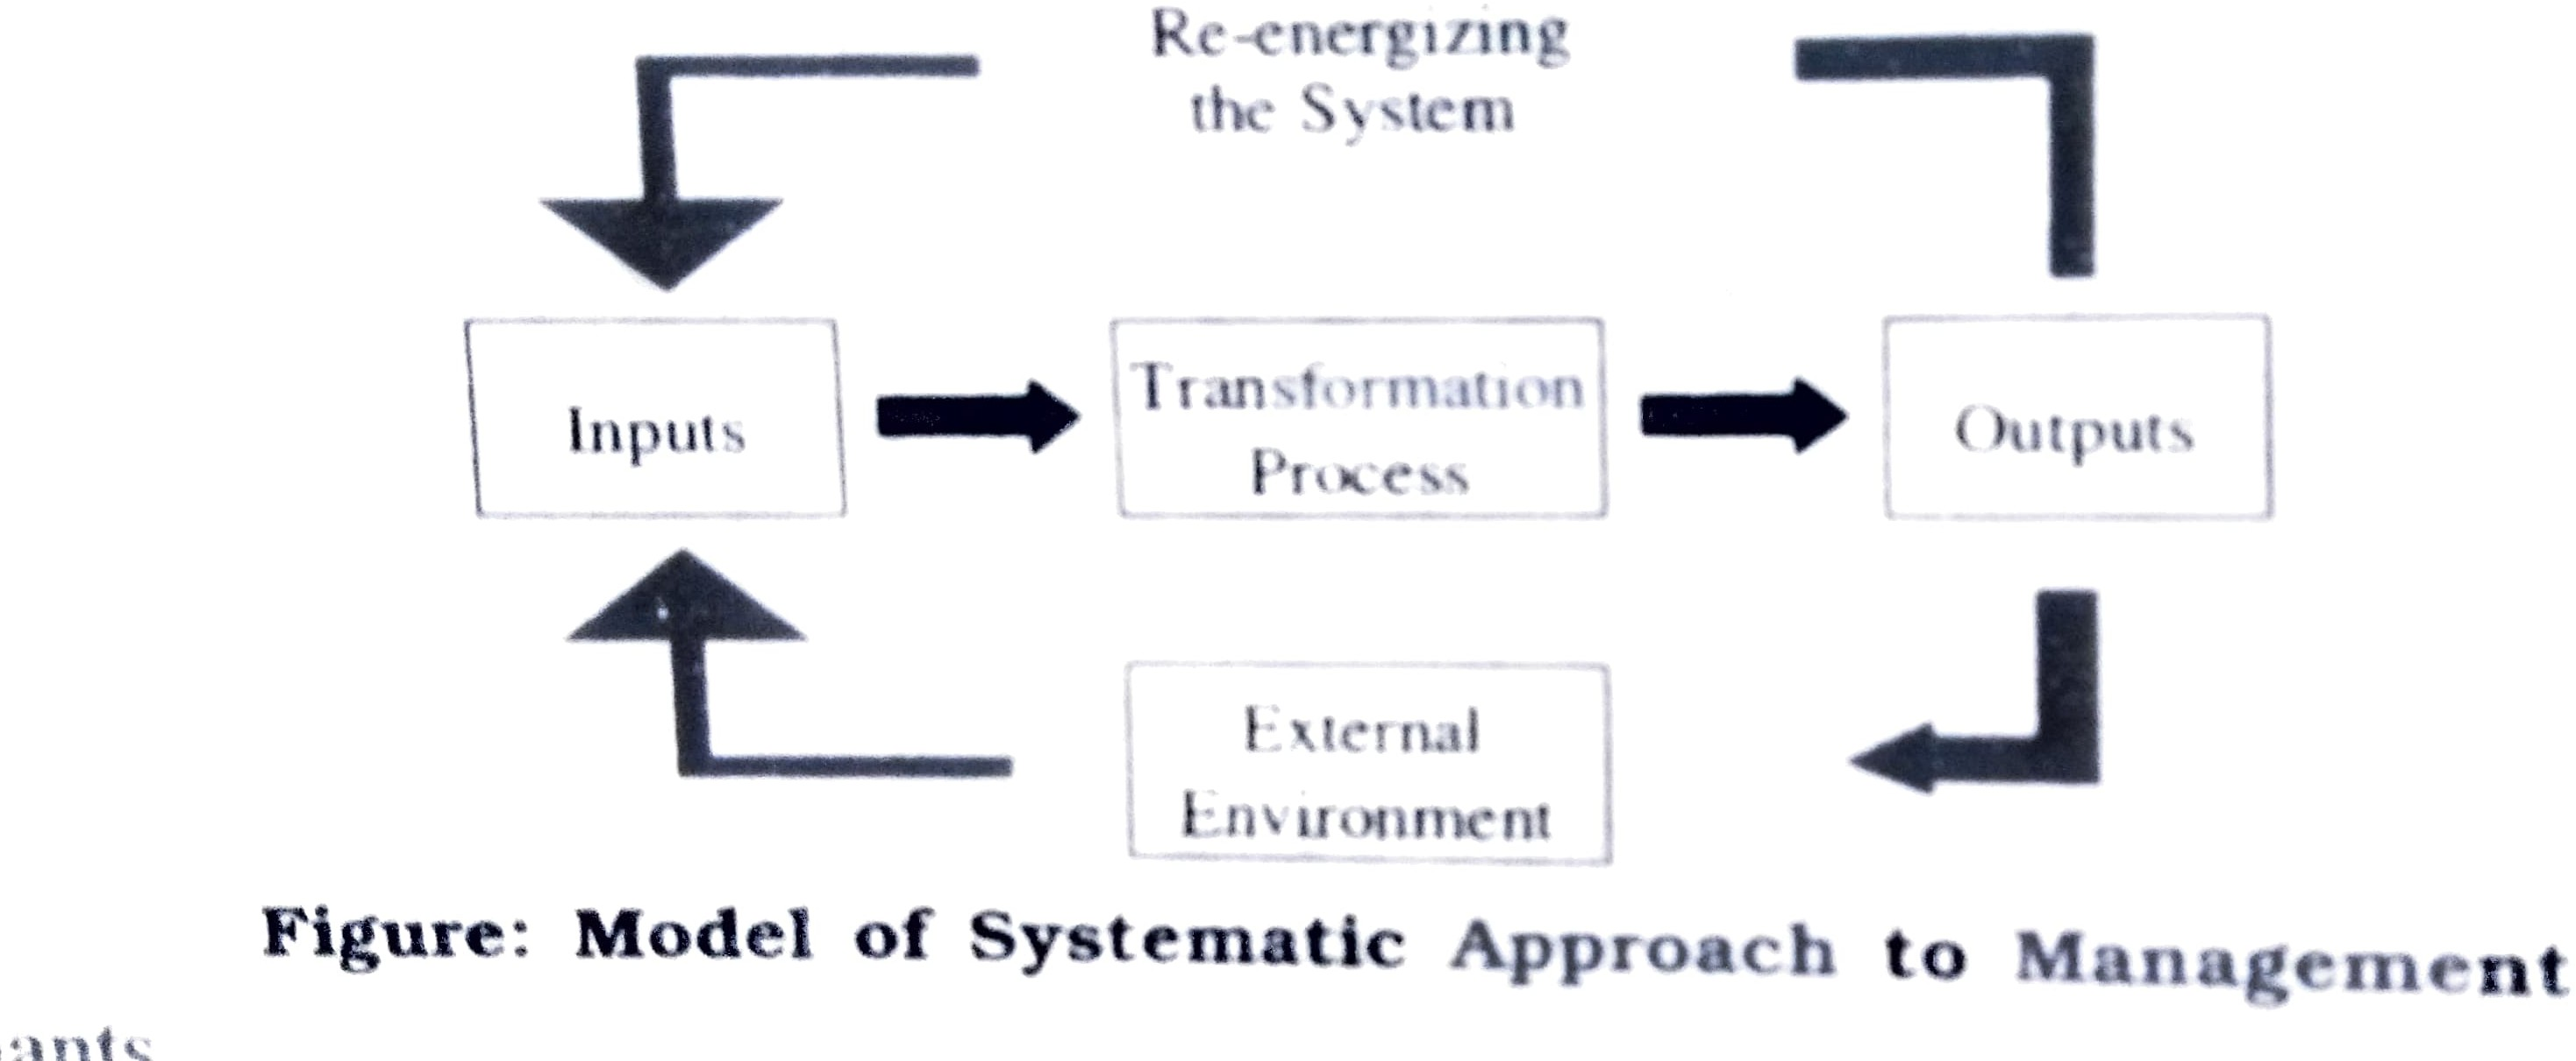 Re-energizing
the System
Inputs
Transformation
Process
Outputs
External
Environment
Figure: Model of Systematic Approach to Management